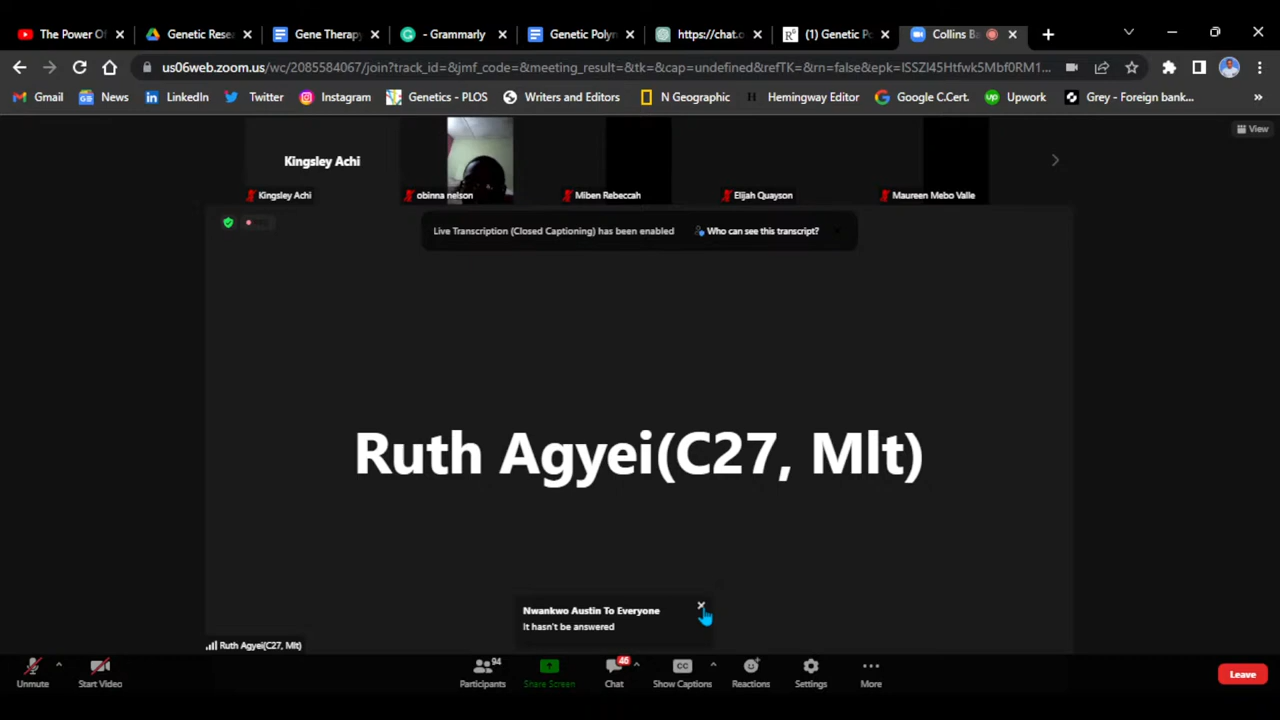 The Power Of
Genetic Resea
Gene Therapy
- Grammarly
Genetic Polyn
https://chat.o
(1) Genetic Po
Collins Ba
us06web.zoom.us/wc/2085584067/join?track_id=&jmf_code=&meeting_result=&tk=&cap=undefined&refTK=&rn=false&epk=ISSZI45Htfwk5Mbf0RM1...
Gmail
News
LinkedIn
Twitter
Instagram
Genetics - PLOS
Writers and Editors
N Geographic
Hemingway Editor
Google C.Cert.
Upwork
Grey - Foreign bank...
»
View
Kingsley Achi
Kingsley Achi
obinna nelson
Miben Rebeccah
Elijah Quayson
Maureen Mebo Valle
Live Transcription (Closed Captioning) has been enabled
Who can see this transcript?
Ruth Agyei(C27, Mlt)
Nwankwo Austin To Everyone
It hasn't be answered
Ruth Agyei(C27, Mlt)
Unmute
Start Video
94
Participants
Share Screen
46
Chat
CC
Show Captions
Reactions
Settings
More
Leave